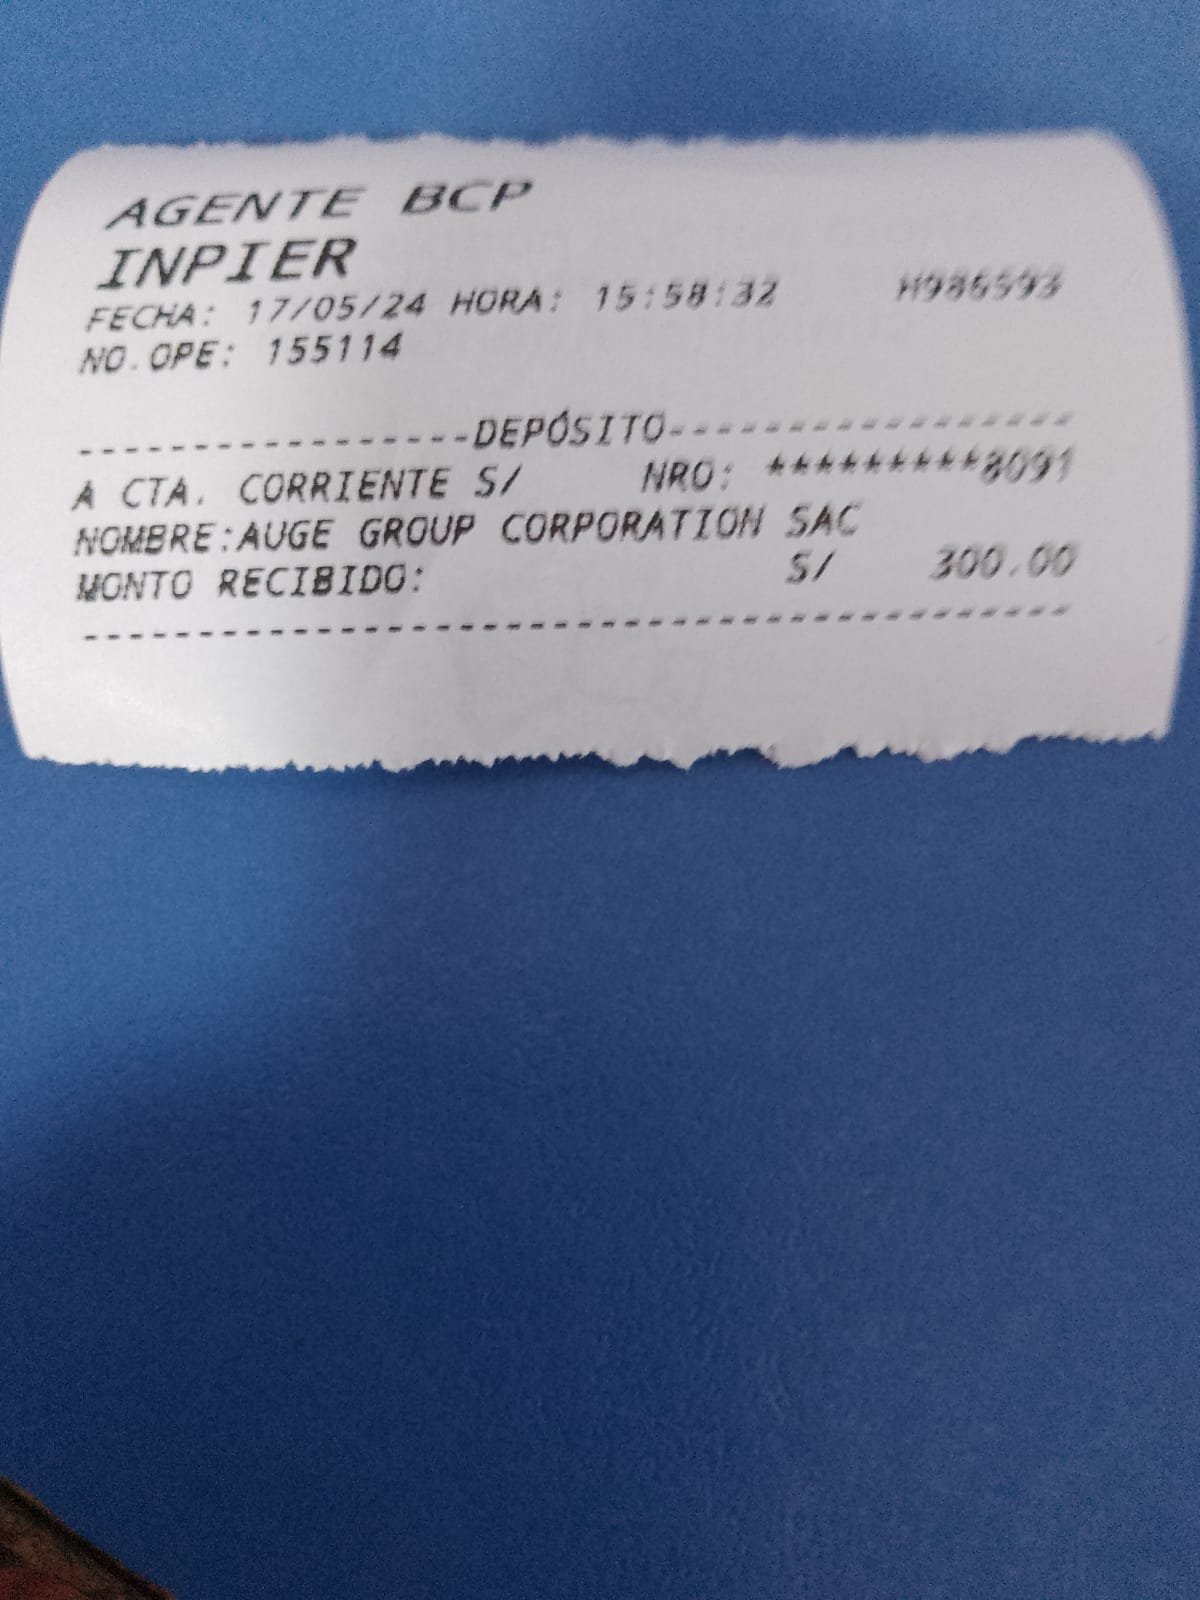 AGENTE BCP
INPIER
FECHA: 17/05/24 HORA: 15:58:32 H986593
NO.OPE: 155114
-----------------DEPÓSITO------------------
A CTA. CORRIENTE S/ NRO: *********8091
NOMBRE:AUGE GROUP CORPORATION SAC
MONTO RECIBIDO: S/ 300.00
-------------------------------------------